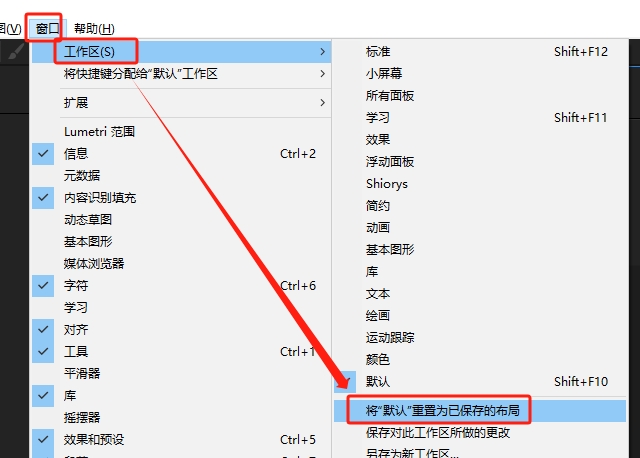 图(V) 窗口 帮助(H)
工作区(S)
将快捷键分配给“默认”工作区
扩展
Lumetri 范围
信息 Ctrl+2
元数据
内容识别填充
动态草图
基本图形
媒体浏览器
字符 Ctrl+6
学习
对齐
工具 Ctrl+1
平滑器
库
摇摆器
效果和预设 Ctrl+5
标准 Shift+F12
小屏幕
所有面板
学习 Shift+F11
效果
浮动面板
Shiorys
简约
动画
基本图形
库
文本
绘画
运动跟踪
颜色
默认 Shift+F10
将“默认”重置为已保存的布局
保存对此工作区所做的更改
另存为新工作区...